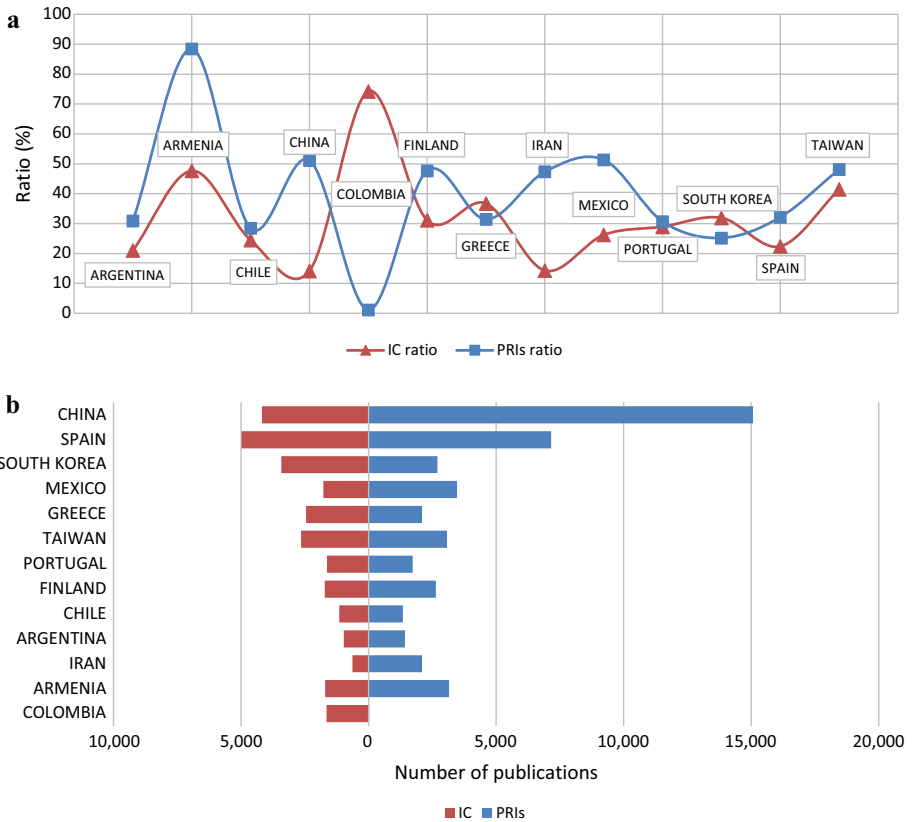 a
100
90
80
70
60
50
40
30
20
10
0
Ratio (%)
ARGENTINA
ARMENIA
CHILE
CHINA
COLOMBIA
FINLAND
GREECE
IRAN
MEXICO
PORTUGAL
SOUTH KOREA
SPAIN
TAIWAN
IC ratio PRIs ratio
b
CHINA
SPAIN
SOUTH KOREA
MEXICO
GREECE
TAIWAN
PORTUGAL
FINLAND
CHILE
ARGENTINA
IRAN
ARMENIA
COLOMBIA
10,000 5,000 0 5,000 10,000 15,000 20,000
Number of publications
IC PRIs